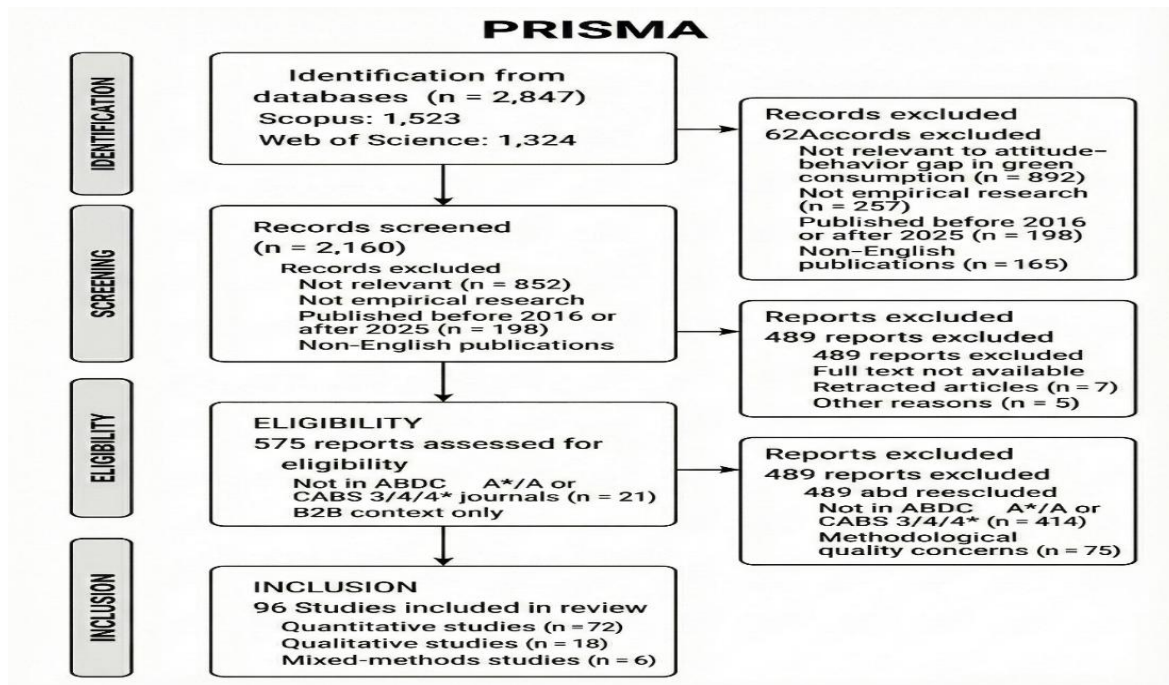 PRISMA
IDENTIFICATION
Identification from
databases (n = 2,847)
Scopus: 1,523
Web of Science: 1,324
Records excluded
62Accords excluded
Not relevant to attitude–
behavior gap in green
consumption (n = 892)
Not empirical research
(n = 257)
Published before 2016
or after 2025 (n = 198)
Non–English
publications (n = 165)
SCREENING
Records screened
(n = 2,160)
Records excluded
Not relevant (n = 852)
Not empirical research
Published before 2016 or
after 2025 (n = 198)
Non–English publications
Reports excluded
489 reports excluded
489 reports excluded
Full text not available
Retracted articles (n = 7)
Other reasons (n = 5)
ELIGIBILITY
ELIGIBILITY
575 reports assessed for
eligibility
Not in ABDC A*/A or
CABS 3/4/4* journals (n = 21)
B2B context only
Reports excluded
489 reports excluded
489 abd reescluded
Not in ABDC A*/A or
CABS 3/4/4* (n = 414)
Methodological
quality concerns (n = 75)
INCLUSION
INCLUSION
96 Studies included in review
Quantitative studies (n =72)
Qualitative studies (n = 18)
Mixed-methods studies (n = 6)